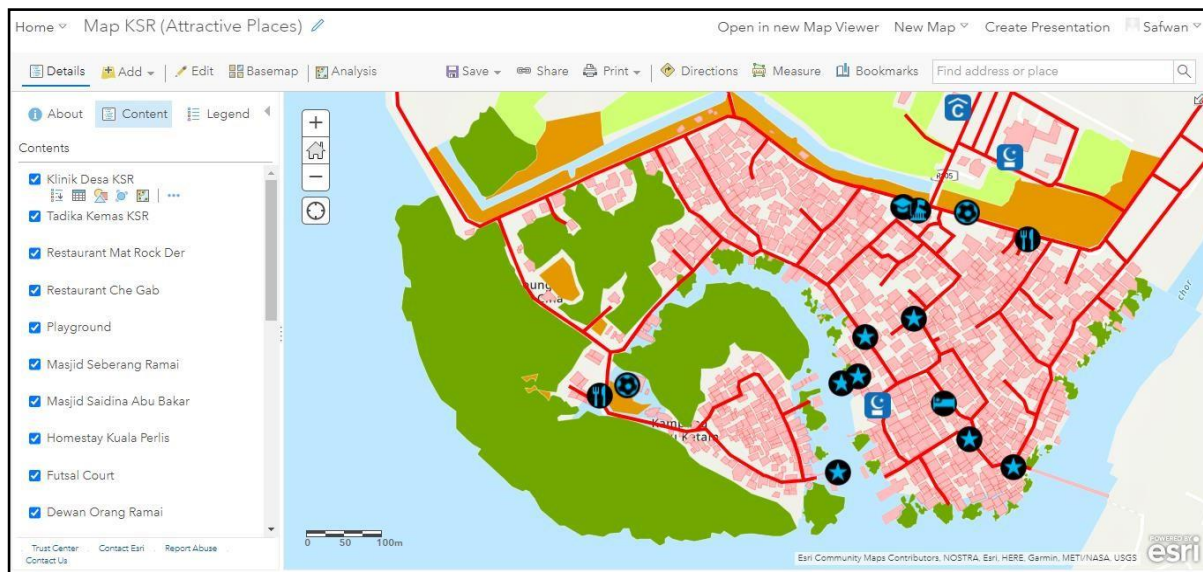 Home Map KSR (Attractive Places) Open in new Map Viewer New Map Create Presentation Safwan
Details Add Edit Basemap Analysis Save Share Print Directions Measure Bookmarks Find address or place
About Content Legend
Contents
Klinik Desa KSR
Tadika Kemas KSR
Restaurant Mat Rock Der
Restaurant Che Gab
Playground
Masjid Seberang Ramai
Masjid Saidina Abu Bakar
Homestay Kuala Perlis
Futsal Court
Dewan Orang Ramai
Trust Center Contact Esri Report Abuse
Contact Us
+
−
C
chor
0 50 100m
Esri Community Maps Contributors, NOSTRA, Esri, HERE, Garmin, METI/NASA, USGS
POWERED BY
esri